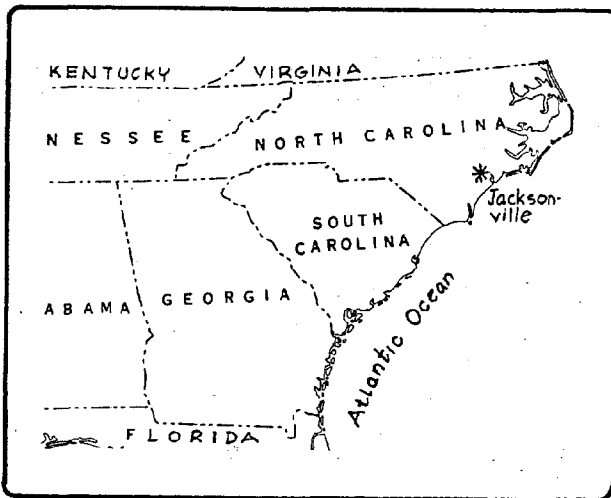 KENTUCKY VIRGINIA
NESSEE NORTH CAROLINA
Jackson-
ville
SOUTH
CAROLINA
ABAMA GEORGIA
Atlantic Ocean
FLORIDA